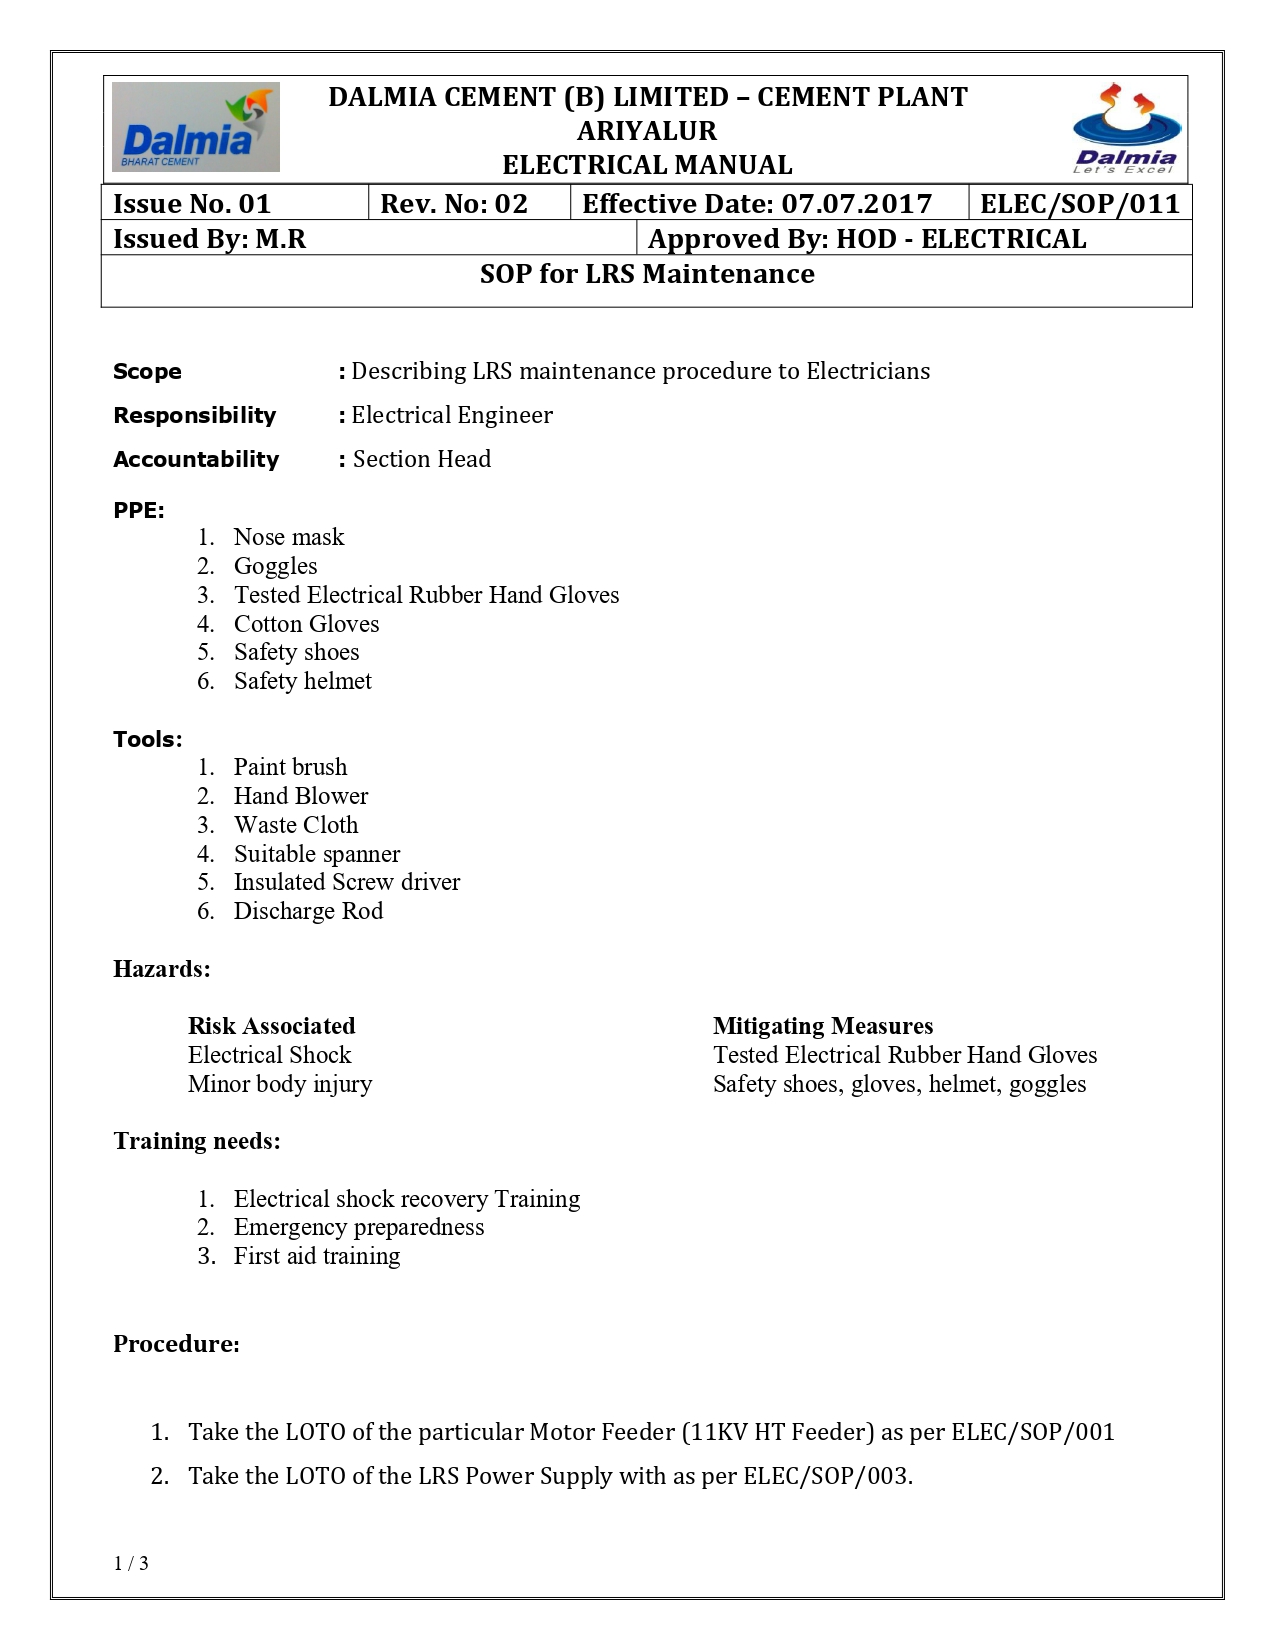 Dalmia
BHARAT CEMENT
DALMIA CEMENT (B) LIMITED – CEMENT PLANT
ARIYALUR
ELECTRICAL MANUAL
Dalmia
Let's Excel
Issue No. 01 Rev. No: 02 Effective Date: 07.07.2017 ELEC/SOP/011
Issued By: M.R Approved By: HOD - ELECTRICAL
SOP for LRS Maintenance
Scope : Describing LRS maintenance procedure to Electricians
Responsibility : Electrical Engineer
Accountability : Section Head
PPE:
1. Nose mask
2. Goggles
3. Tested Electrical Rubber Hand Gloves
4. Cotton Gloves
5. Safety shoes
6. Safety helmet
Tools:
1. Paint brush
2. Hand Blower
3. Waste Cloth
4. Suitable spanner
5. Insulated Screw driver
6. Discharge Rod
Hazards:
Risk Associated Mitigating Measures
Electrical Shock Tested Electrical Rubber Hand Gloves
Minor body injury Safety shoes, gloves, helmet, goggles
Training needs:
1. Electrical shock recovery Training
2. Emergency preparedness
3. First aid training
Procedure:
1. Take the LOTO of the particular Motor Feeder (11KV HT Feeder) as per ELEC/SOP/001
2. Take the LOTO of the LRS Power Supply with as per ELEC/SOP/003.
1 / 3